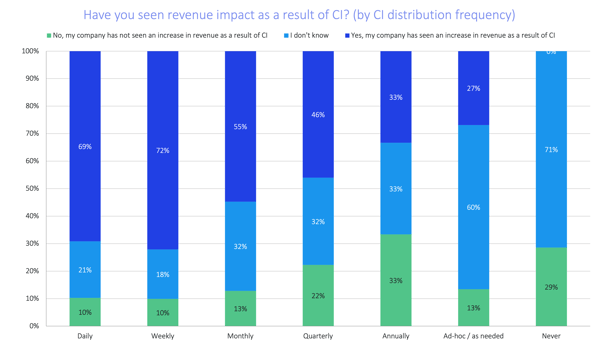 Have you seen revenue impact as a result of CI? (by CI distribution frequency)
No, my company has not seen an increase in revenue as a result of CI I don't know Yes, my company has seen an increase in revenue as a result of CI
100%
90%
80%
70%
60%
50%
40%
30%
20%
10%
0%
69% 72% 55% 46% 33% 27% 0%
21% 18% 32% 32% 33% 60% 71%
10% 10% 13% 22% 33% 13% 29%
Daily Weekly Monthly Quarterly Annually Ad-hoc / as needed Never